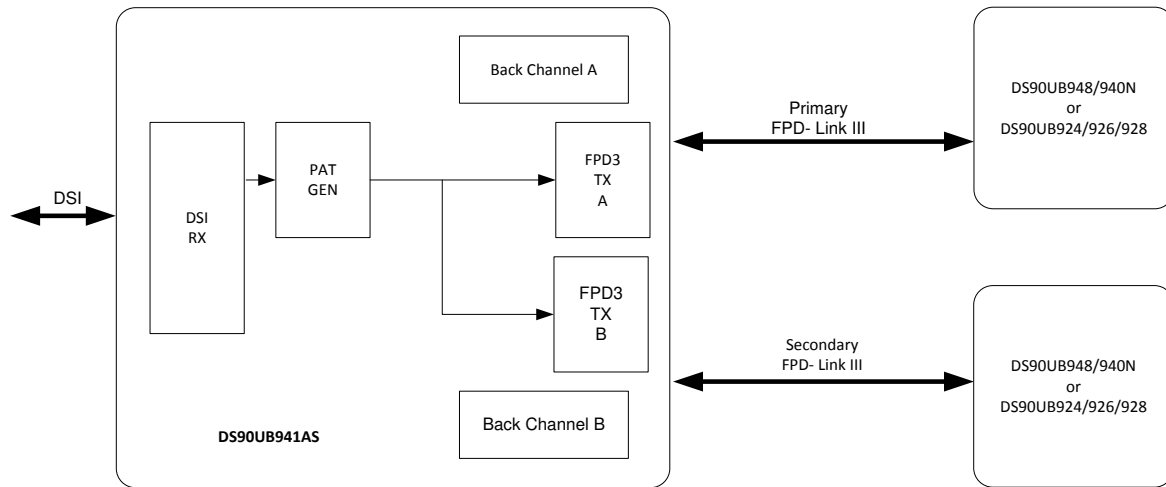 DSI
DSI
RX
PAT
GEN
Back Channel A
FPD3
TX
A
FPD3
TX
B
Back Channel B
DS90UB941AS
Primary
FPD- Link III
DS90UB948/940N
or
DS90UB924/926/928
Secondary
FPD- Link III
DS90UB948/940N
or
DS90UB924/926/928